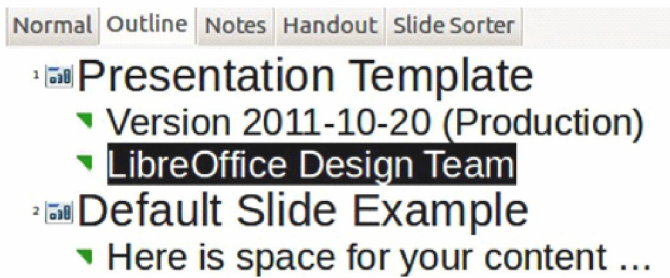 Normal Outline Notes Handout Slide Sorter
1 Presentation Template
Version 2011-10-20 (Production)
LibreOffice Design Team
2 Default Slide Example
Here is space for your content ...